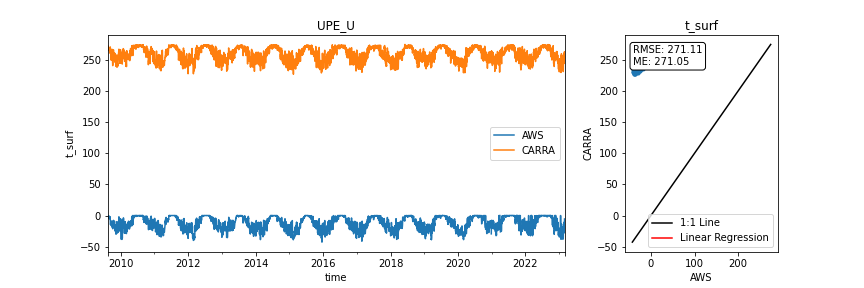 UPE_U
t_surf
250
200
150
100
50
0
−50
2010
2012
2014
2016
2018
2020
2022
time
AWS
CARRA
t_surf
RMSE: 271.11
ME: 271.05
CARRA
250
200
150
100
50
0
−50
0
100
200
AWS
1:1 Line
Linear Regression